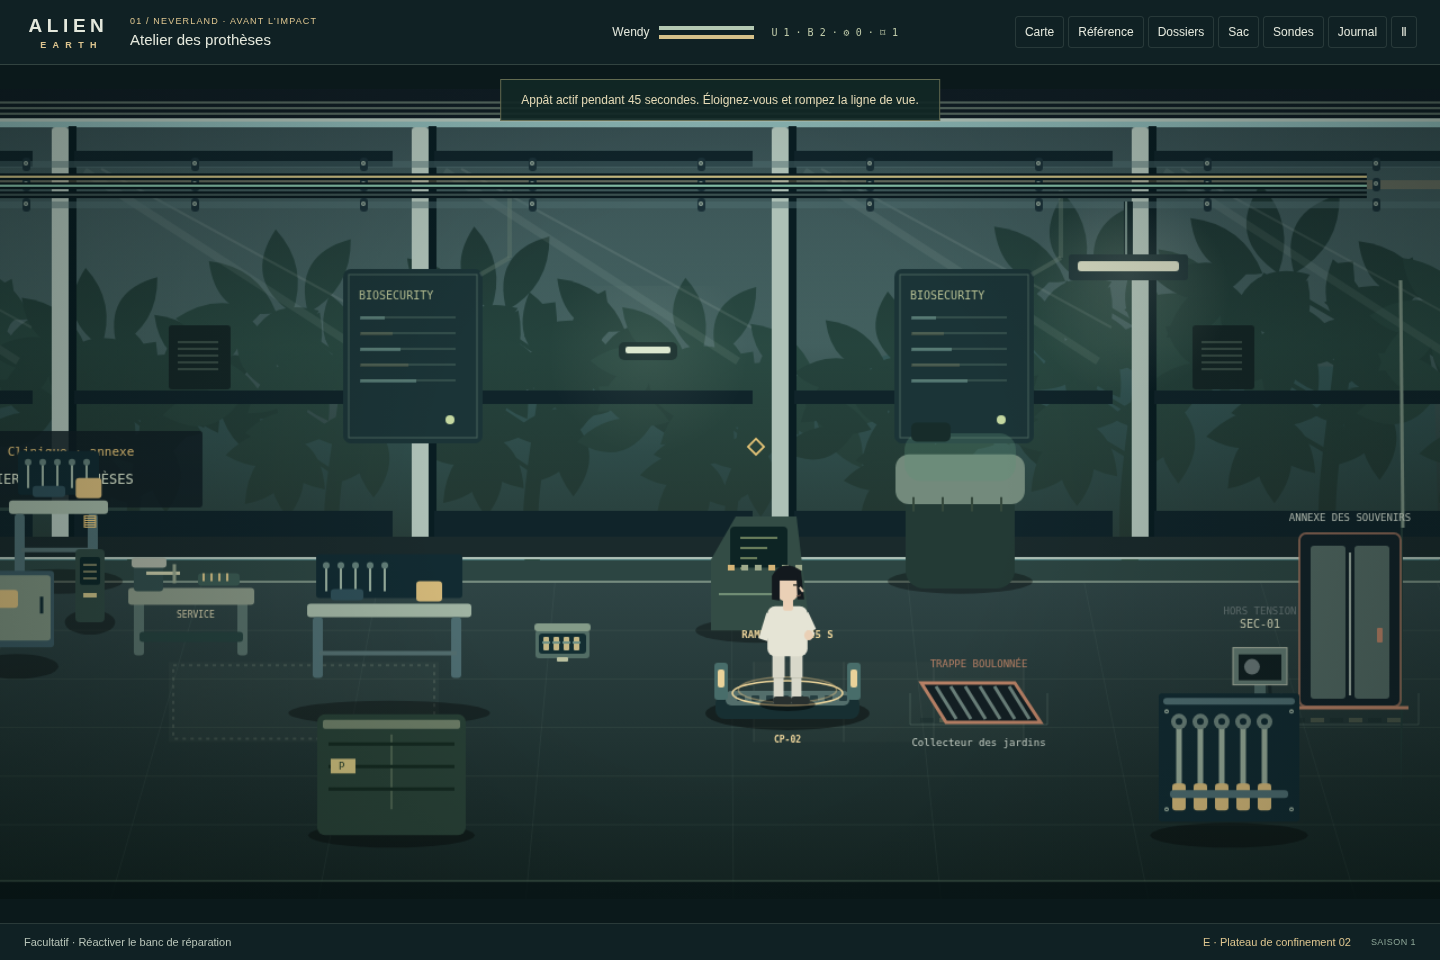 ALIEN
EARTH
01 / NEVERLAND · AVANT L'IMPACT
Atelier des prothèses
Wendy
U 1 · B 2 · ⚙ 0 · ⌑ 1
Carte
Référence
Dossiers
Sac
Sondes
Journal
Ⅱ
Appât actif pendant 45 secondes. Éloignez-vous et rompez la ligne de vue.
BIOSECURITY
BIOSECURITY
annexe
ANNEXE DES SOUVENIRS
SERVICE
HORS TENSION
SEC-01
TRAPPE BOULONNÉE
P
CP-02
Collecteur des jardins
Facultatif · Réactiver le banc de réparation
E · Plateau de confinement 02
SAISON 1